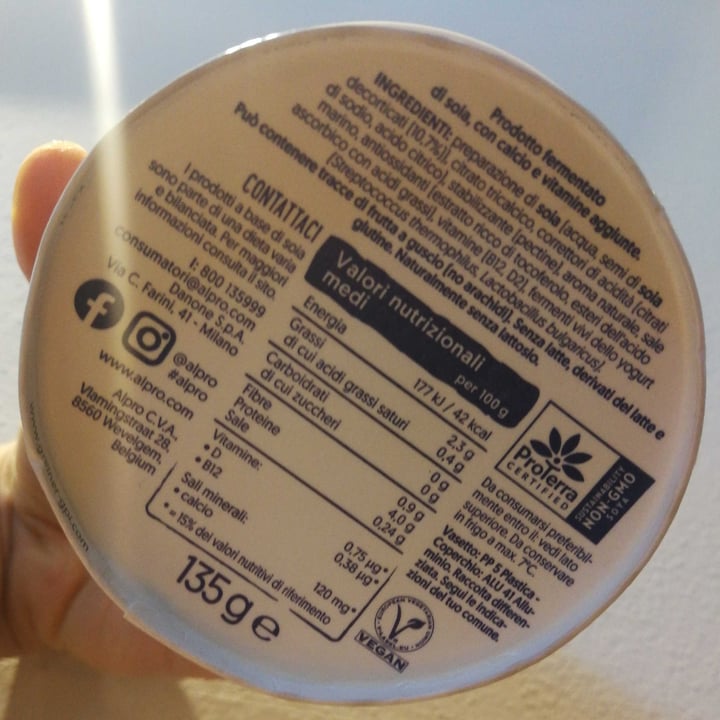 Prodotto fermentato
di soia, con calcio e vitamine aggiunte.
INGREDIENTI: preparazione di soia [acqua, semi di soia
decorticati (10,7%)], citrato tricalcico, correttori di acidità (citrati
di sodio, acido citrico), stabilizzante (pectine), aroma naturale, sale
marino, antiossidanti (estratto ricco di tocoferolo, esteri dell'acido
ascorbico con acidi grassi), vitamine (B12, D2), fermenti vivi dello yogurt
(Streptococcus thermophilus, Lactobacillus bulgaricus).
Può contenere tracce di frutta a guscio (no arachidi). Senza latte, derivati del latte e
glutine. Naturalmente senza lattosio.
CONTATTACI
I prodotti a base di soia
sono parte di una dieta varia
e bilanciata. Per maggiori
informazioni consulta il sito.
I: 800 135999
consumatori@alpro.com
Danone S.p.A.
Via C. Farini, 41 - Milano
@alpro
#alpro
www.alpro.com
Alpro C.V.A.,
Vlamingstraat 28,
8560 Wevelgem,
Belgium
Valori nutrizionali
medi per 100 g
Energia 177 kJ / 42 kcal
Grassi 2,3 g
di cui acidi grassi saturi 0,4 g
Carboidrati 0 g
di cui zuccheri 0 g
Fibre 0,9 g
Proteine 4,0 g
Sale 0,24 g
Vitamine:
• D 0,75 µg*
• B12 0,38 µg*
Sali minerali:
• calcio 120 mg*
* = 15% dei valori nutritivi di riferimento
135 g e
ProTerra
CERTIFIED
SUSTAINABILITY
NON-GMO
SOYA
Da consumarsi preferibil-
mente entro il: vedi lato
superiore. Da conservare
in frigo a max. 7°C.
Vasetto: PP 5 Plastica -
Coperchio: ALU 41 Allu-
minio. Raccolta differen-
ziata. Segui le indica-
zioni del tuo comune.
VEGAN